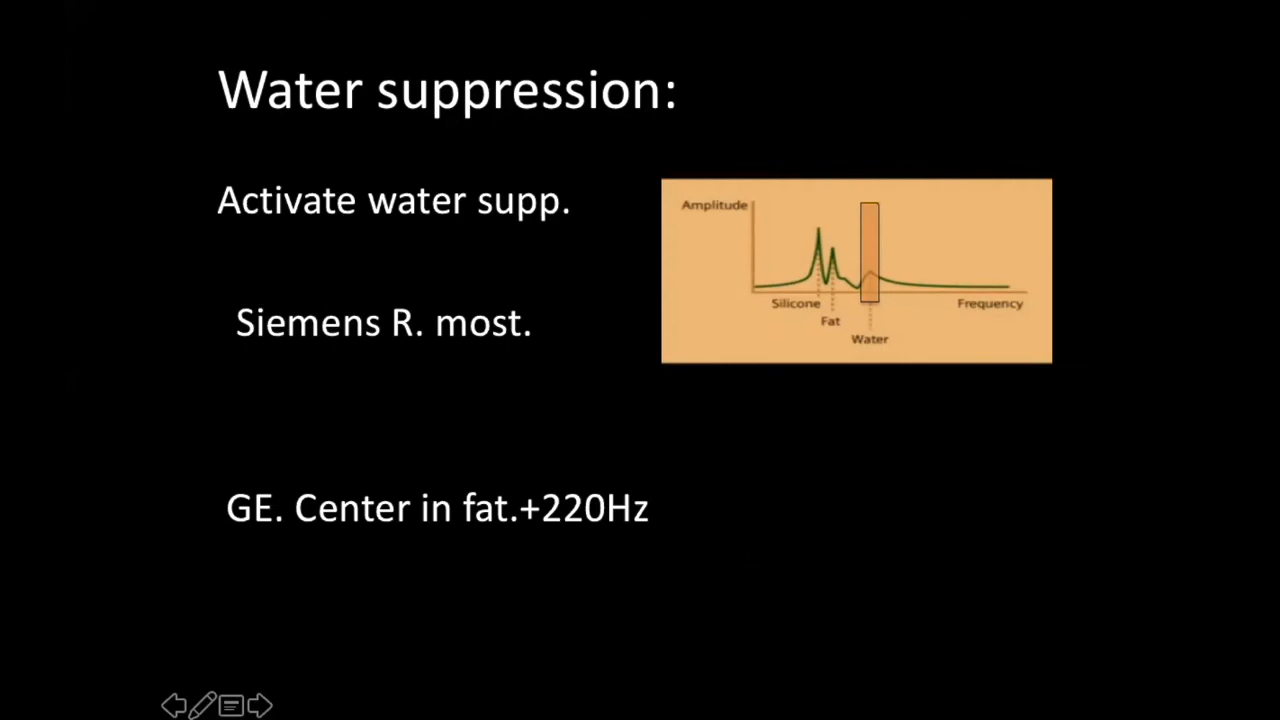 Water suppression:
Activate water supp.
Siemens R. most.
GE. Center in fat.+220Hz
Amplitude
Silicone
Frequency
Fat
Water